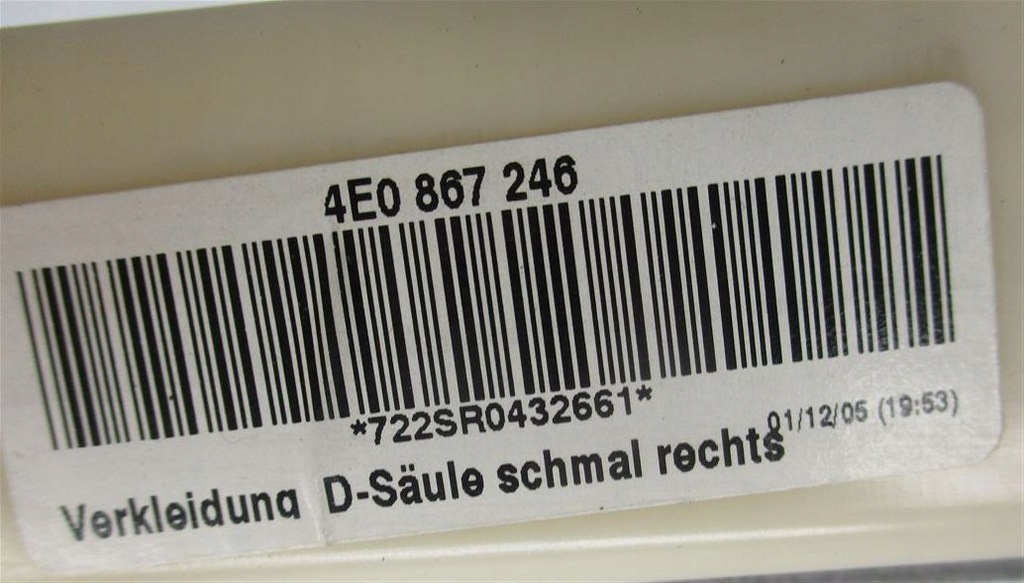 4E0 867 246
*722SR0432661*
01/12/05 (19:53)
Verkleidung D-Säule schmal rechts